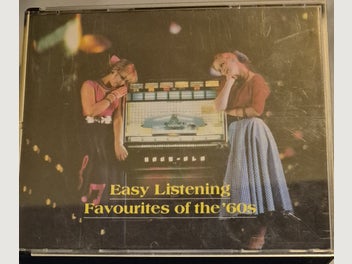 Easy Listening
Favourites of the '60s